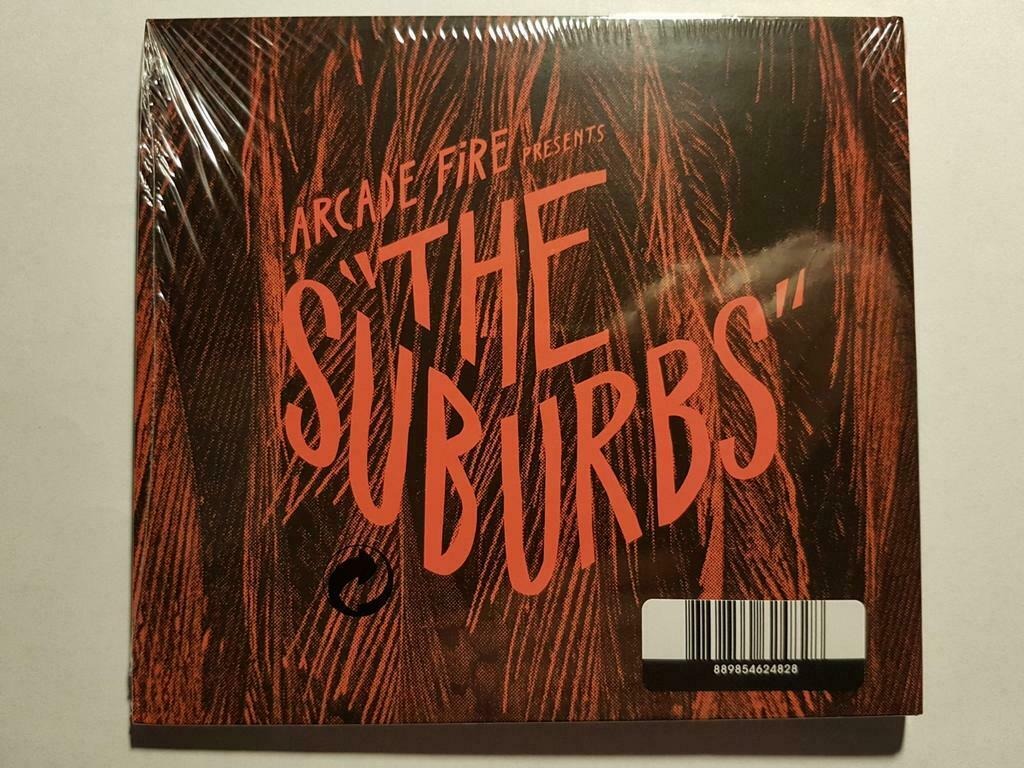 ARCADE FiRE PRESENTS
"THE
SUBURBS"
889854624828